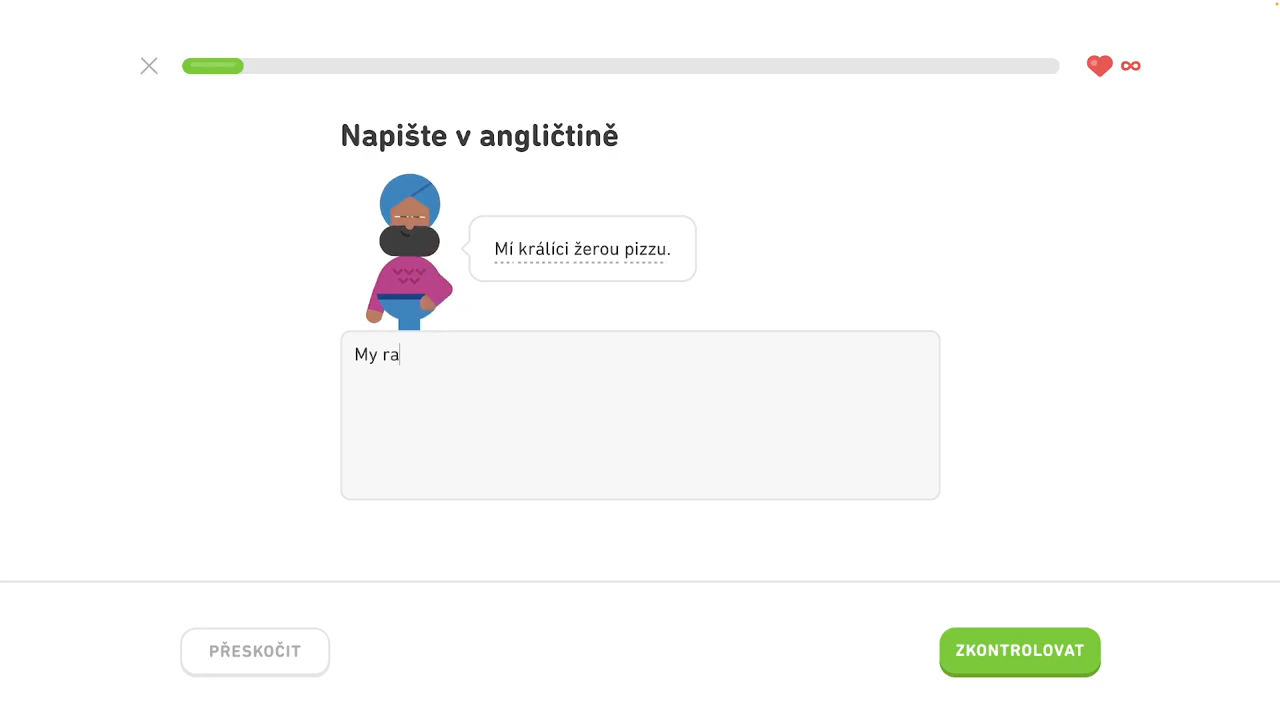 ∞
Napište v angličtině
Mí králíci žerou pizzu.
My ra
PŘESKOČIT
ZKONTROLOVAT